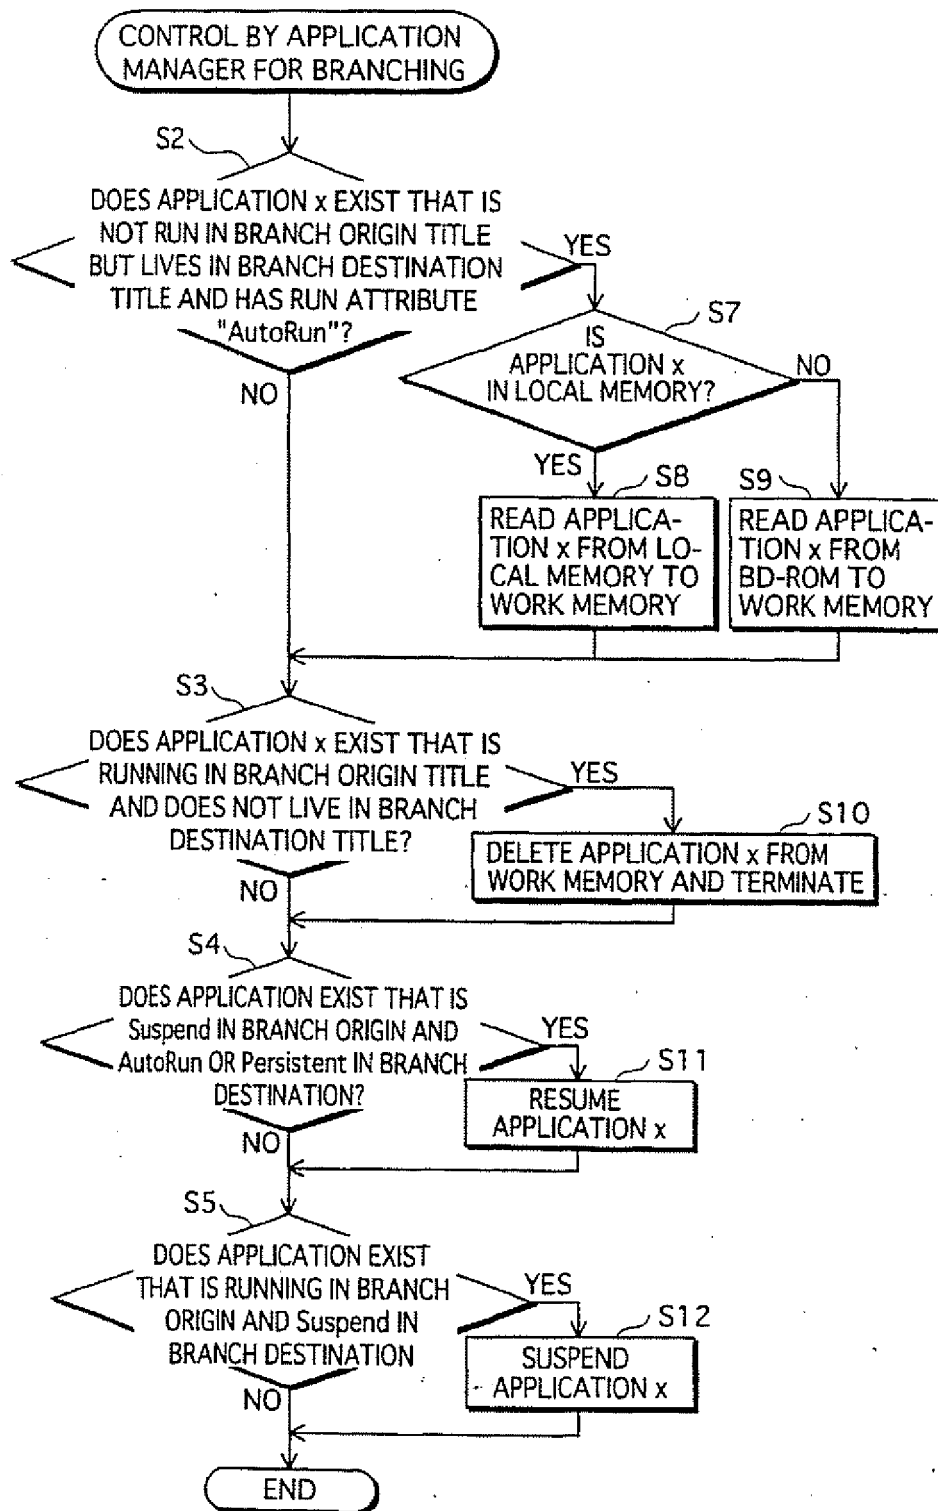 CONTROL BY APPLICATION
MANAGER FOR BRANCHING
S2
DOES APPLICATION x EXIST THAT IS
NOT RUN IN BRANCH ORIGIN TITLE
BUT LIVES IN BRANCH DESTINATION
TITLE AND HAS RUN ATTRIBUTE
"AutoRun"?
YES
NO
S7
IS
APPLICATION x
IN LOCAL MEMORY?
NO
YES
S8
READ APPLICA-
TION x FROM LO-
CAL MEMORY TO
WORK MEMORY
S9
READ APPLICA-
TION x FROM
BD-ROM TO
WORK MEMORY
S3
DOES APPLICATION x EXIST THAT IS
RUNNING IN BRANCH ORIGIN TITLE
AND DOES NOT LIVE IN BRANCH
DESTINATION TITLE?
YES
NO
S10
DELETE APPLICATION x FROM
WORK MEMORY AND TERMINATE
S4
DOES APPLICATION EXIST THAT IS
Suspend IN BRANCH ORIGIN AND
AutoRun OR Persistent IN BRANCH
DESTINATION?
YES
NO
S11
RESUME
APPLICATION x
S5
DOES APPLICATION EXIST
THAT IS RUNNING IN BRANCH
ORIGIN AND Suspend IN
BRANCH DESTINATION
YES
NO
S12
SUSPEND
APPLICATION x
END